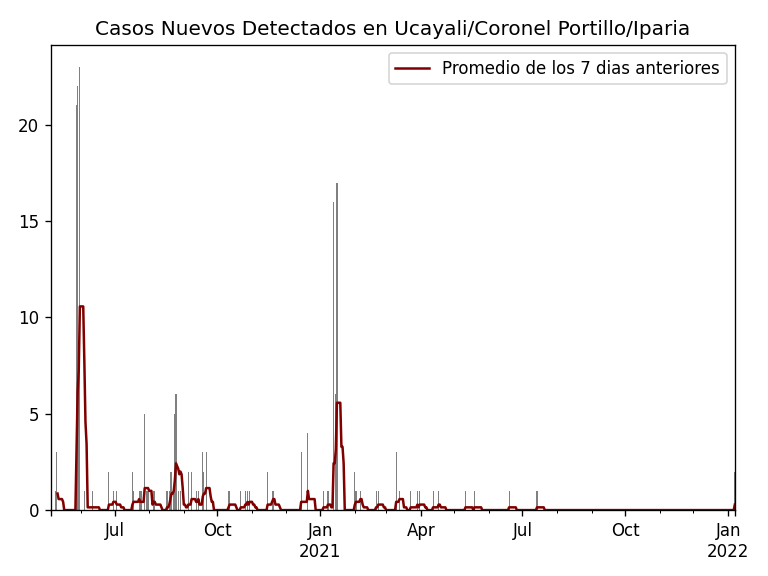 Casos Nuevos Detectados en Ucayali/Coronel Portillo/Iparia
Promedio de los 7 dias anteriores
20
15
10
5
0
Jul
Oct
Jan
2021
Apr
Jul
Oct
Jan
2022